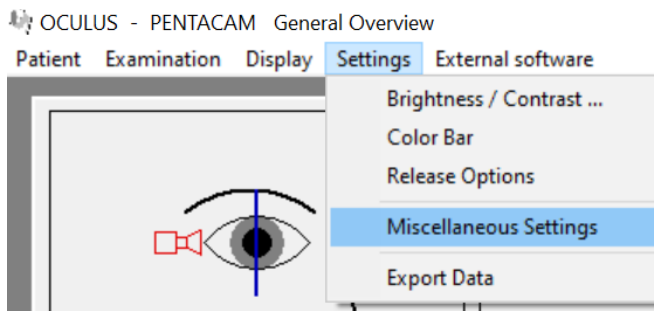 OCULUS - PENTACAM General Overview
Patient Examination Display Settings External software
Brightness / Contrast ...
Color Bar
Release Options
Miscellaneous Settings
Export Data